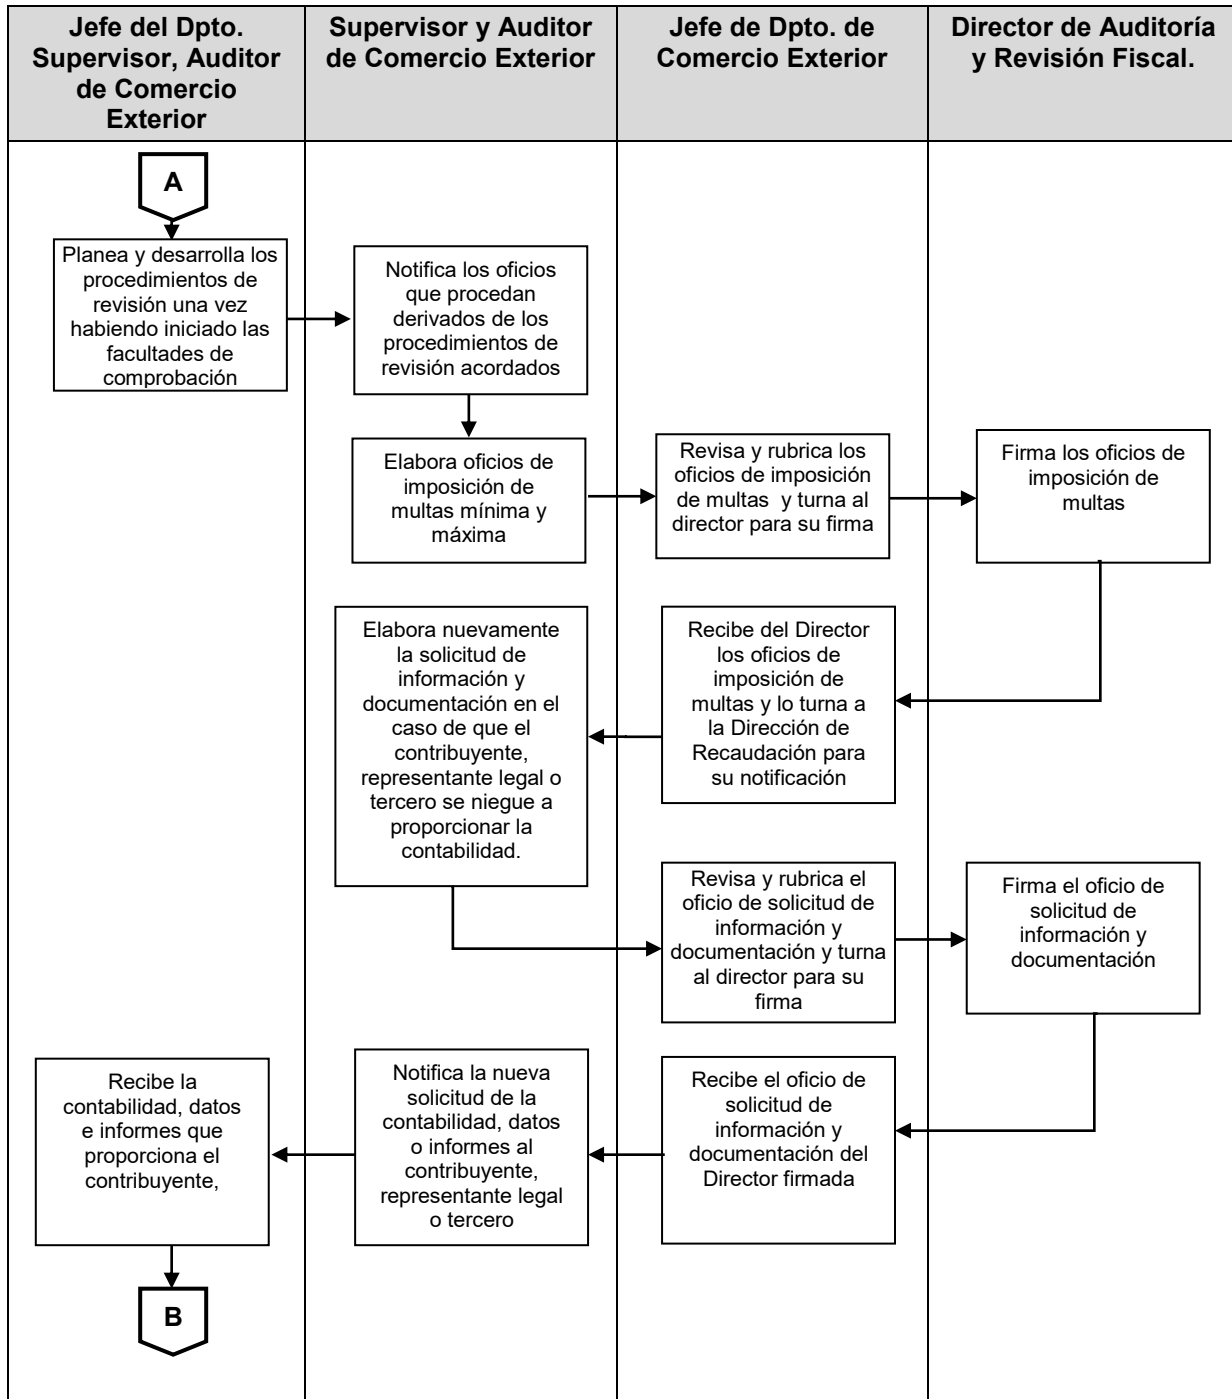 Jefe del Dpto.
Supervisor, Auditor
de Comercio
Exterior
Supervisor y Auditor
de Comercio Exterior
Jefe de Dpto. de
Comercio Exterior
Director de Auditoría
y Revisión Fiscal.
A
Planea y desarrolla los
procedimientos de
revisión una vez
habiendo iniciado las
facultades de
comprobación
Notifica los oficios
que procedan
derivados de los
procedimientos de
revisión acordados
Elabora oficios de
imposición de
multas mínima y
máxima
Revisa y rubrica los
oficios de imposición
de multas y turna al
director para su firma
Firma los oficios de
imposición de
multas
Recibe del Director
los oficios de
imposición de
multas y lo turna a
la Dirección de
Recaudación para
su notificación
Elabora nuevamente
la solicitud de
información y
documentación en el
caso de que el
contribuyente,
representante legal o
tercero se niegue a
proporcionar la
contabilidad.
Revisa y rubrica el
oficio de solicitud de
información y
documentación y turna
al director para su
firma
Firma el oficio de
solicitud de
información y
documentación
Recibe el oficio de
solicitud de
información y
documentación del
Director firmada
Notifica la nueva
solicitud de la
contabilidad, datos
o informes al
contribuyente,
representante legal
o tercero
Recibe la
contabilidad, datos
e informes que
proporciona el
contribuyente,
B